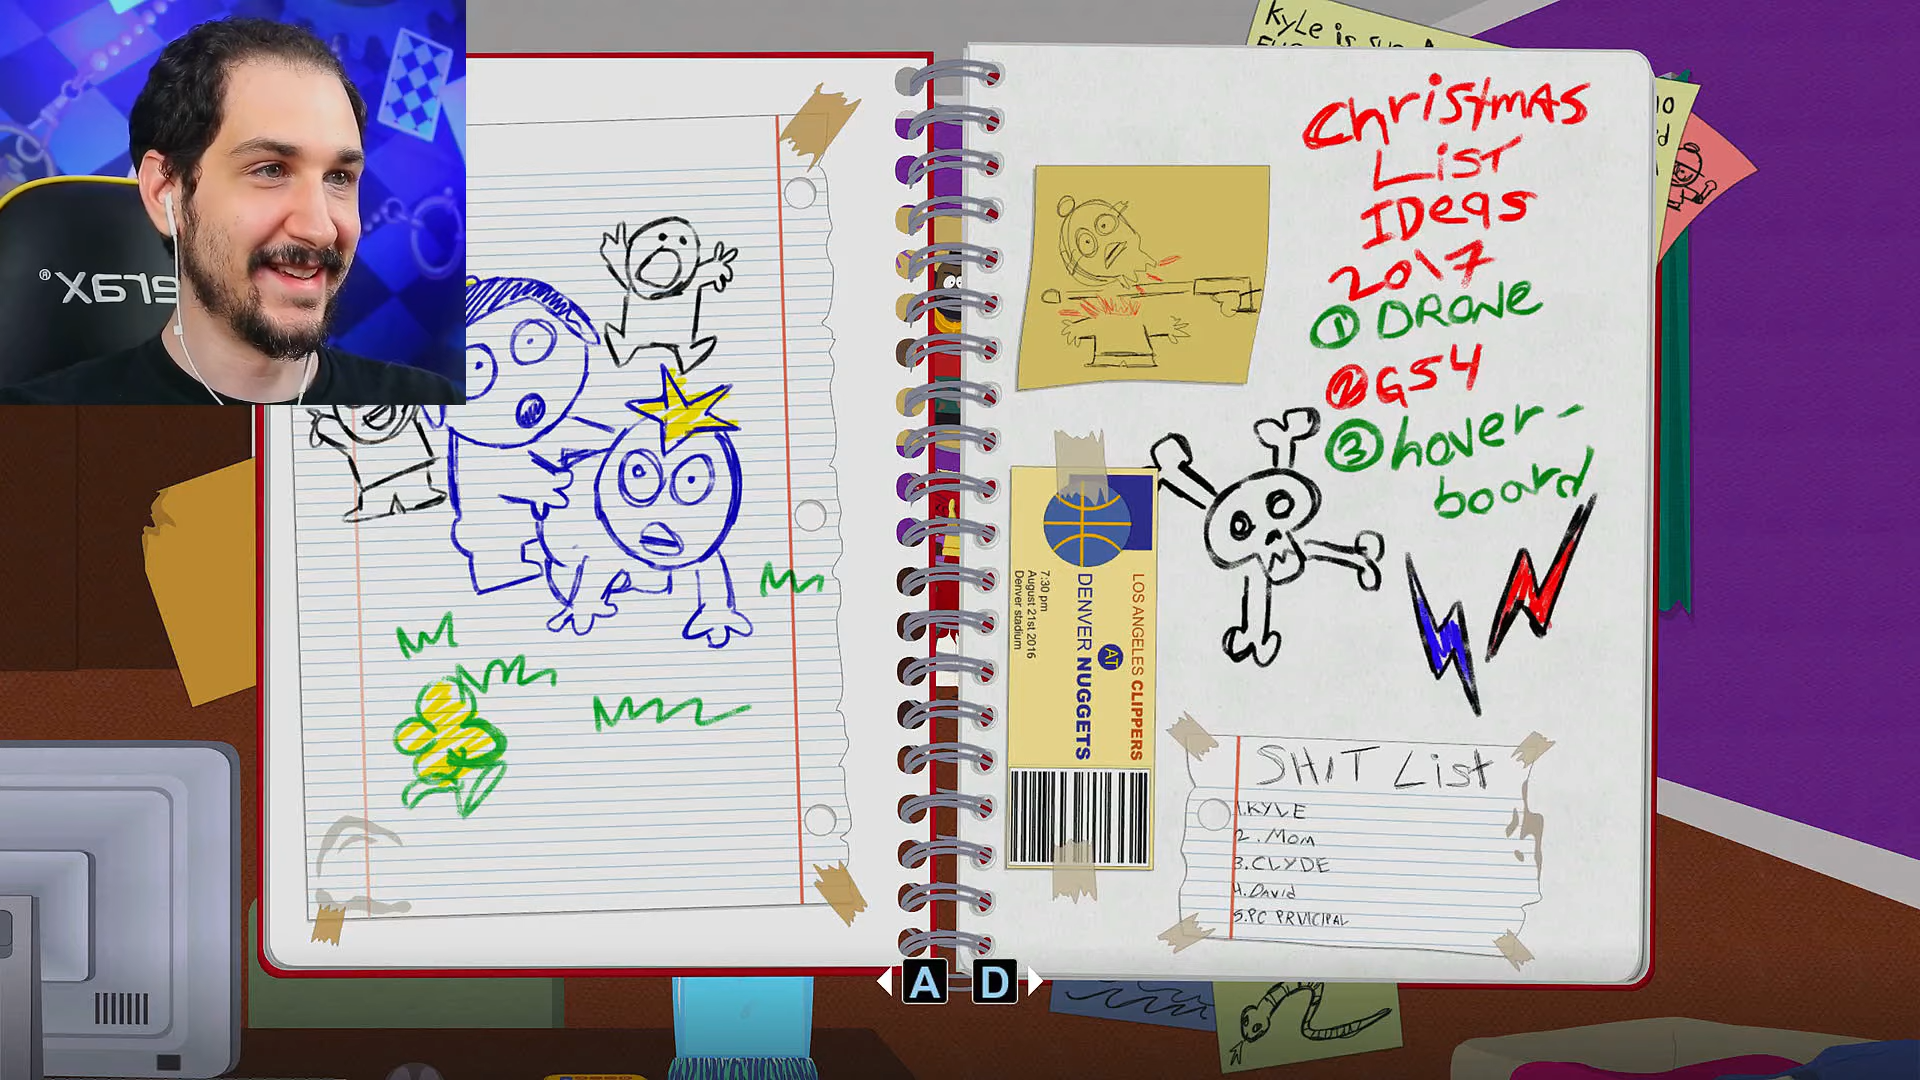 Kyle is
Christmas
List
IDeas
2017
① DRONE
② GS4
③ hover-
board
LOS ANGELES CLIPPERS
AT
DENVER NUGGETS
7:30 pm
August 21st 2016
Denver stadium
SHIT List
1.KYLE
2. Mom
3.CLYDE
4.David
5.PC PRVICIPAL
A D